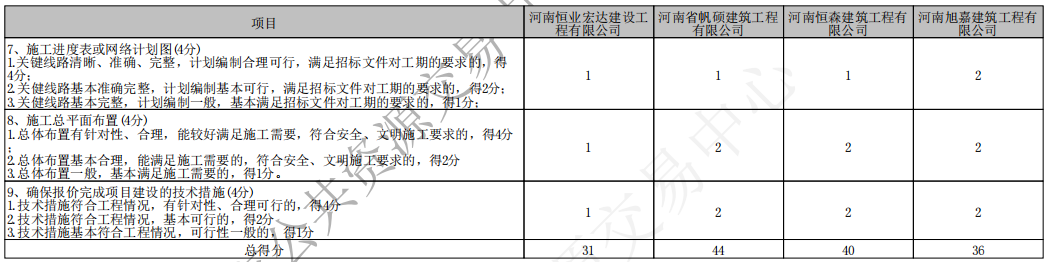 项目
河南恒业宏达建设工
程有限公司
河南省帆硕建筑工程
有限公司
河南恒森建筑工程有
限公司
河南旭嘉建筑工程有
限公司
7、施工进度表或网络计划图(4分)
1.关键线路清晰、准确、完整，计划编制合理可行，满足招标文件对工期的要求的，得
4分；
2.关健线路基本准确完整，计划编制基本可行，满足招标文件对工期的要求的，得2分；
3.关健线路基本完整，计划编制一般，基本满足招标文件对工期的要求的，得1分；
1
1
1
2
8、施工总平面布置(4分)
1.总体布置有针对性、合理，能较好满足施工需要，符合安全、文明施工要求的，得4分
；
2.总体布置基本合理，能满足施工需要的，符合安全、文明施工要求的，得2分
3.总体布置一般，基本满足施工需要的，得1分。
1
2
2
2
9、确保报价完成项目建设的技术措施(4分)
1.技术措施符合工程情况，有针对性、合理可行的，得4分
2.技术措施符合工程情况，基本可行的，得2分
3.技术措施基本符合工程情况，可行性一般的，得1分
1
2
2
2
总得分
31
44
40
36
公共资源交易中心
交易中心